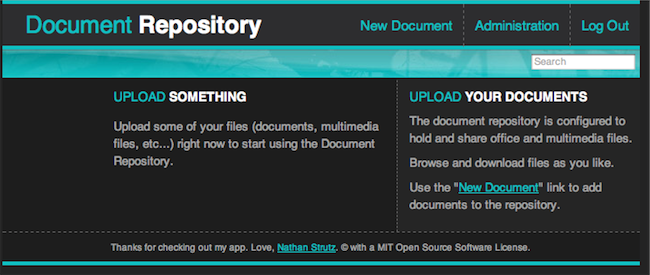 Document Repository
New Document
Administration
Log Out
Search
UPLOAD SOMETHING
Upload some of your files (documents, multimedia
files, etc...) right now to start using the Document
Repository.
UPLOAD YOUR DOCUMENTS
The document repository is configured to
hold and share office and multimedia files.
Browse and download files as you like.
Use the "New Document" link to add
documents to the repository.
Thanks for checking out my app. Love, Nathan Strutz. © with a MIT Open Source Software License.